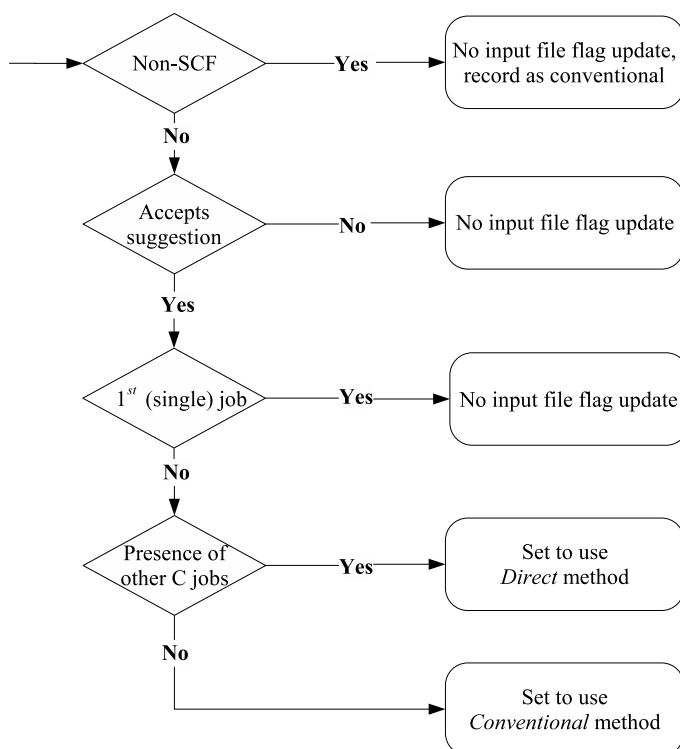 Non-SCF
Yes
No input file flag update,
record as conventional
No
Accepts
suggestion
No
No input file flag update
Yes
1st (single) job
Yes
No input file flag update
No
Presence of
other C jobs
Yes
Set to use
Direct method
No
Set to use
Conventional method